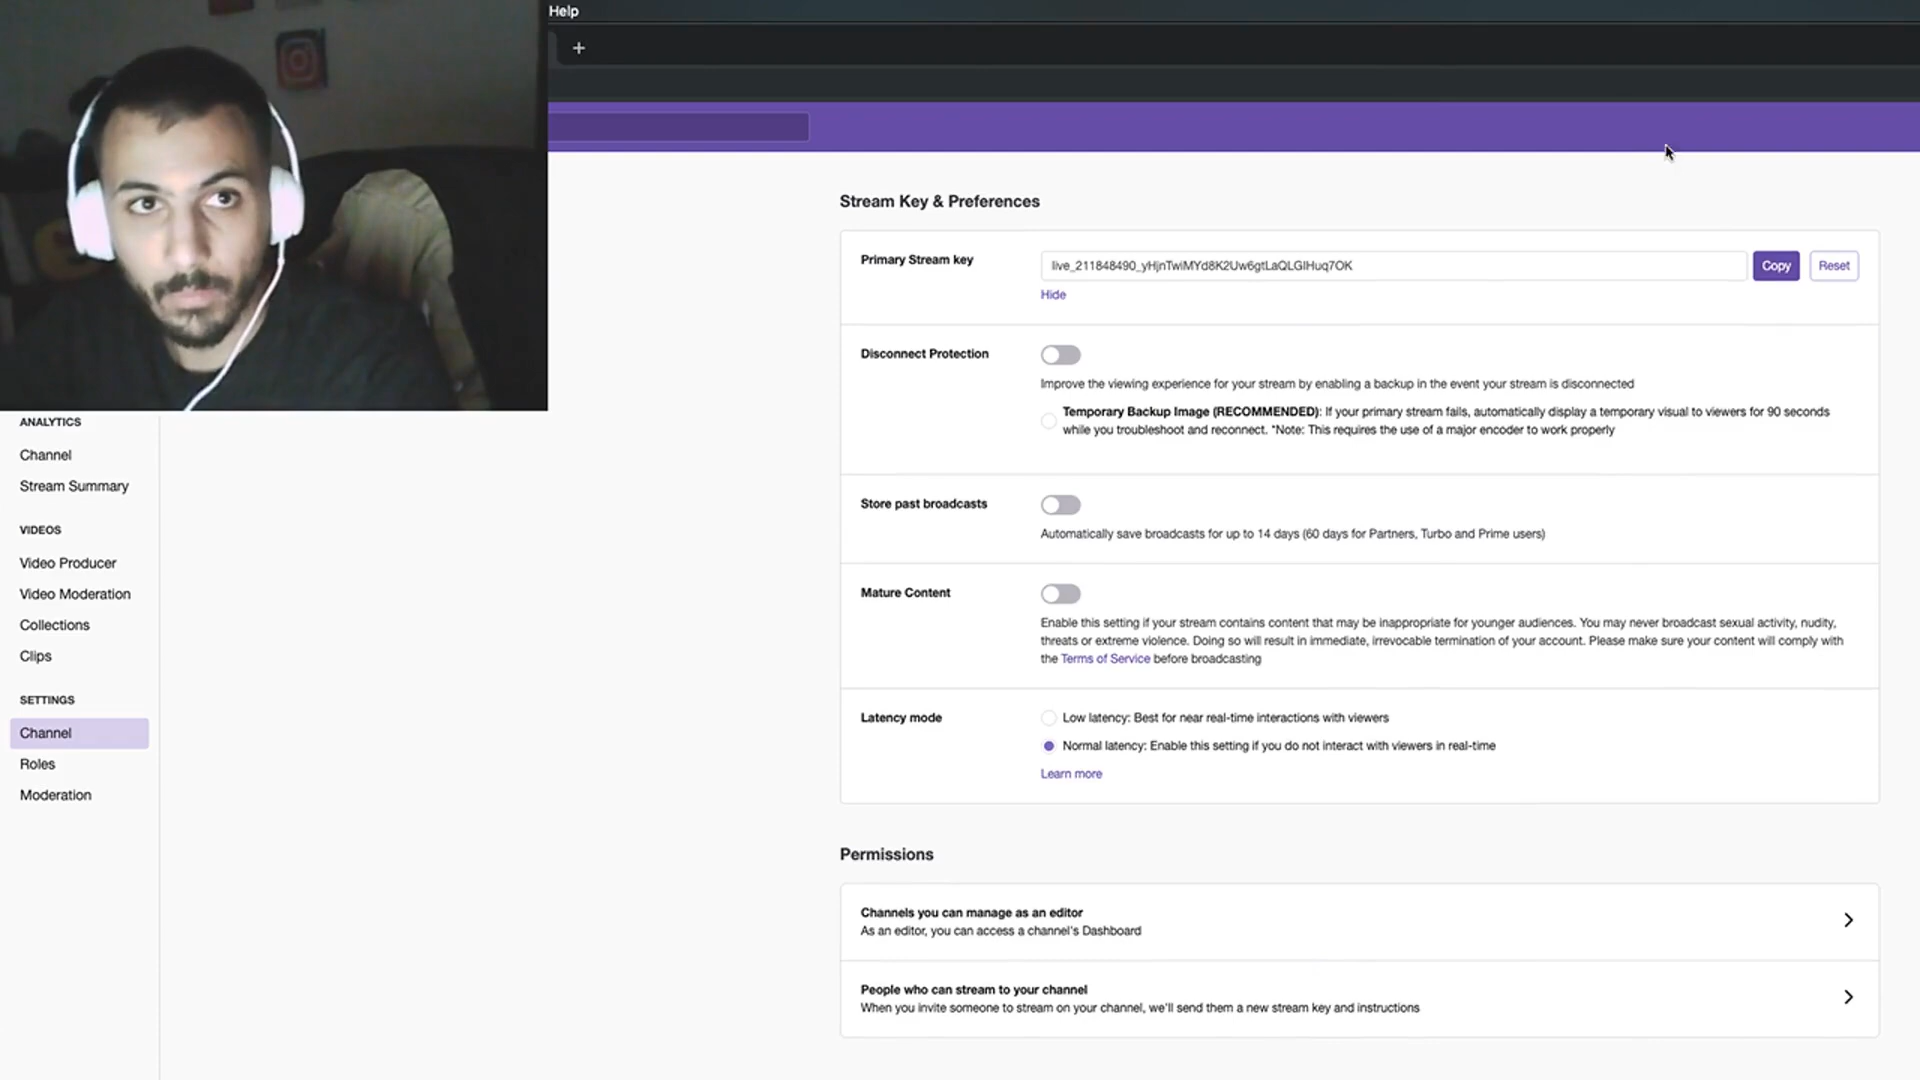 Help
Stream Key & Preferences
Primary Stream key
Copy
Reset
Hide
Disconnect Protection
Improve the viewing experience for your stream by enabling a backup in the event your stream is disconnected
Temporary Backup Image (RECOMMENDED): If your primary stream fails, automatically display a temporary visual to viewers for 90 seconds
while you troubleshoot and reconnect. *Note: This requires the use of a major encoder to work properly
ANALYTICS
Channel
Stream Summary
VIDEOS
Video Producer
Video Moderation
Collections
Clips
SETTINGS
Channel
Roles
Moderation
Store past broadcasts
Automatically save broadcasts for up to 14 days (60 days for Partners, Turbo and Prime users)
Mature Content
Enable this setting if your stream contains content that may be inappropriate for younger audiences. You may never broadcast sexual activity, nudity,
threats or extreme violence. Doing so will result in immediate, irrevocable termination of your account. Please make sure your content will comply with
the Terms of Service before broadcasting
Latency mode
Low latency: Best for near real-time interactions with viewers
Normal latency: Enable this setting if you do not interact with viewers in real-time
Learn more
Permissions
Channels you can manage as an editor
As an editor, you can access a channel's Dashboard
People who can stream to your channel
When you invite someone to stream on your channel, we'll send them a new stream key and instructions